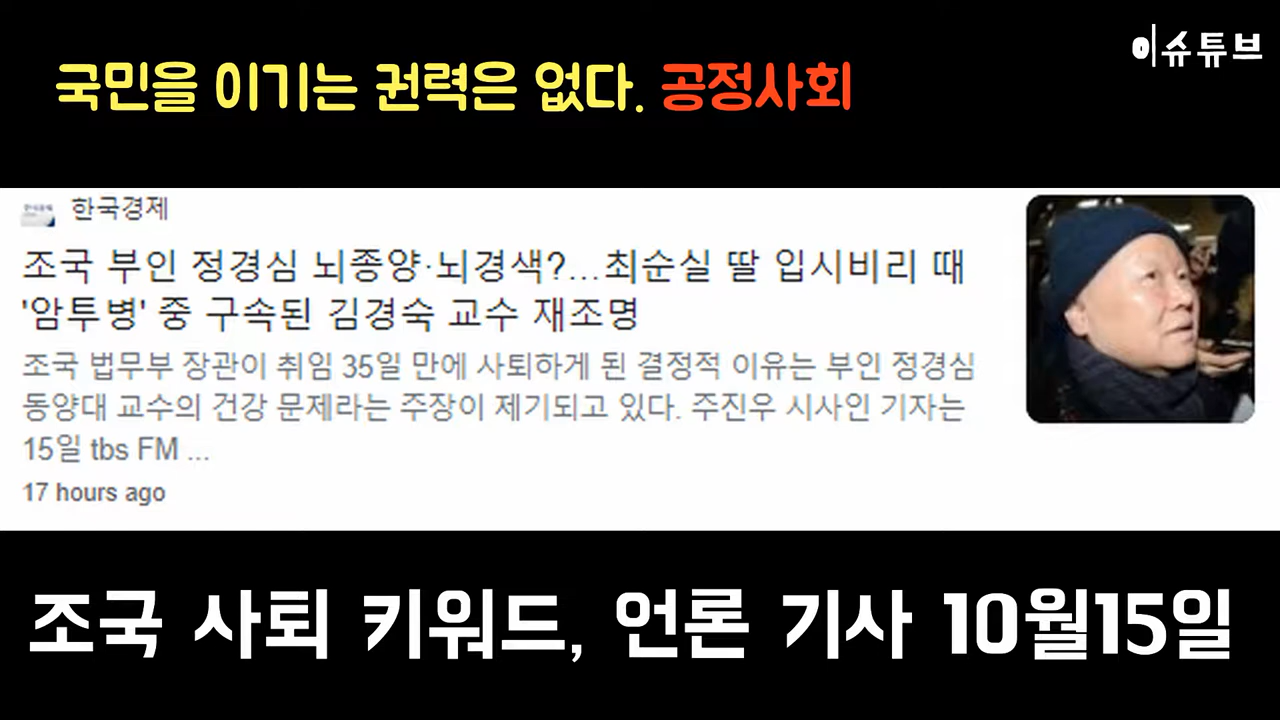 이슈튜브
국민을 이기는 권력은 없다. 공정사회
한국경제
조국 부인 정경심 뇌종양·뇌경색?...최순실 딸 입시비리 때
'암투병' 중 구속된 김경숙 교수 재조명
조국 법무부 장관이 취임 35일 만에 사퇴하게 된 결정적 이유는 부인 정경심
동양대 교수의 건강 문제라는 주장이 제기되고 있다. 주진우 시사인 기자는
15일 tbs FM ...
17 hours ago
조국 사퇴 키워드, 언론 기사 10월15일